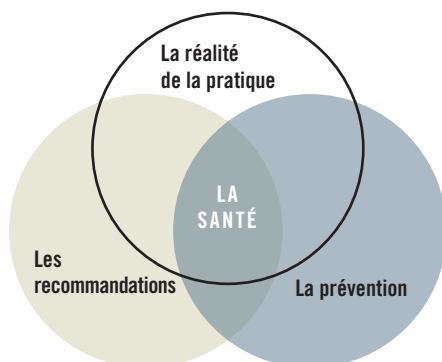 La réalité
de la pratique
LA
SANTÉ
Les
recommandations
La prévention